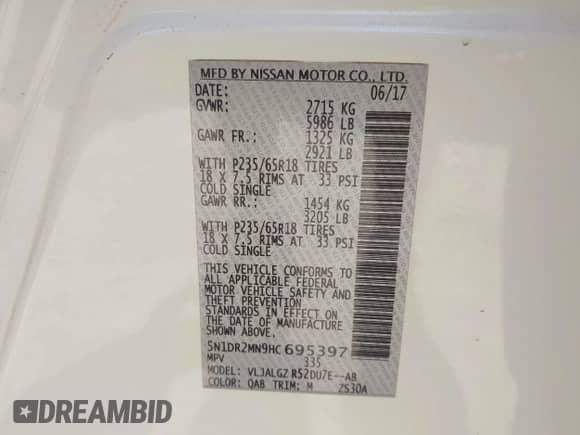 MFD BY NISSAN MOTOR CO., LTD.
DATE: 06/17
GVWR: 2715 KG
5986 LB
GAWR FR.: 1325 KG
2921 LB
WITH P235/65R18 TIRES
18 X 7.5 RIMS AT 33 PSI
COLD SINGLE
GAWR RR.: 1454 KG
3205 LB
WITH P235/65R18 TIRES
18 X 7.5 RIMS AT 33 PSI
COLD SINGLE
THIS VEHICLE CONFORMS TO
ALL APPLICABLE FEDERAL
MOTOR VEHICLE SAFETY AND
THEFT PREVENTION
STANDARDS IN EFFECT ON
THE DATE OF MANUFACTURE
SHOWN ABOVE.
5N1DR2MN9HC 695397
MPV 335
MODEL: VLJALGZ R52DU7E--AB
COLOR: QAB TRIM: M 2S30A
DREAMBID